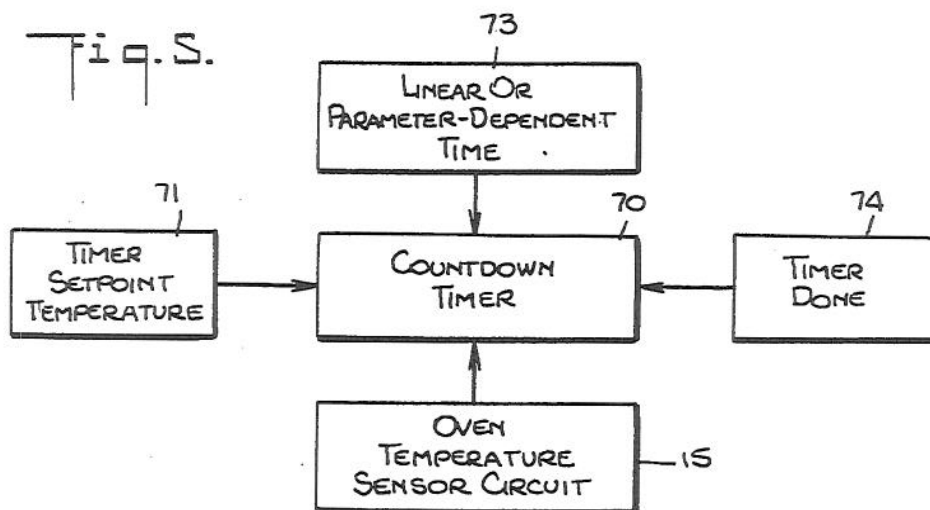 Fig.5.
73
LINEAR OR
PARAMETER-DEPENDENT
TIME
71
TIMER
SETPOINT
TEMPERATURE
70
COUNTDOWN
TIMER
74
TIMER
DONE
OVEN
TEMPERATURE
SENSOR CIRCUIT
15